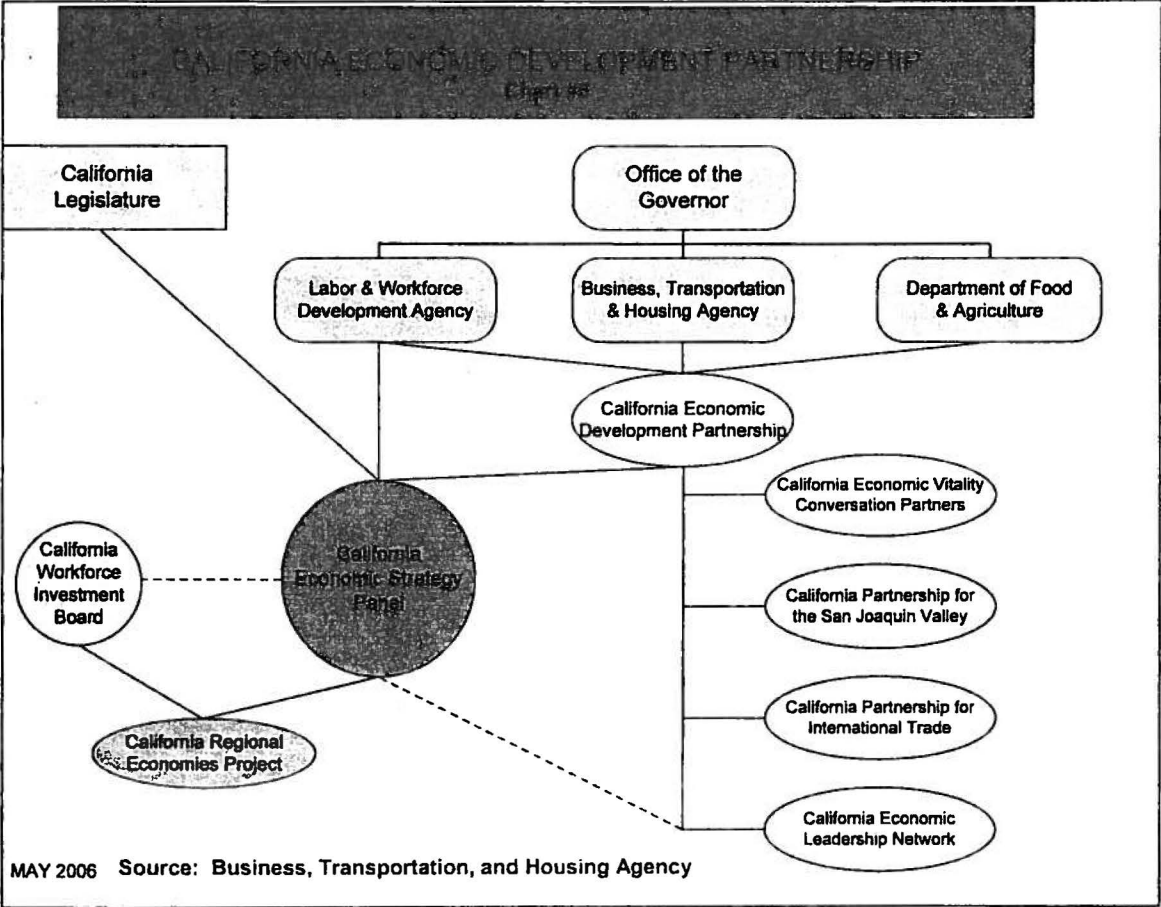 CALIFORNIA ECONOMIC DEVELOPMENT PARTNERSHIP
Chart
California
Legislature
Office of the
Governor
Labor & Workforce
Development Agency
Business, Transportation
& Housing Agency
Department of Food
& Agriculture
California Economic
Development Partnership
California Economic Vitality
Conversation Partners
California
Workforce
Investment
Board
California
Economic Strategy
Panel
California Partnership for
the San Joaquin Valley
California Partnership for
International Trade
California Regional
Economies Project
California Economic
Leadership Network
MAY 2006 Source: Business, Transportation, and Housing Agency